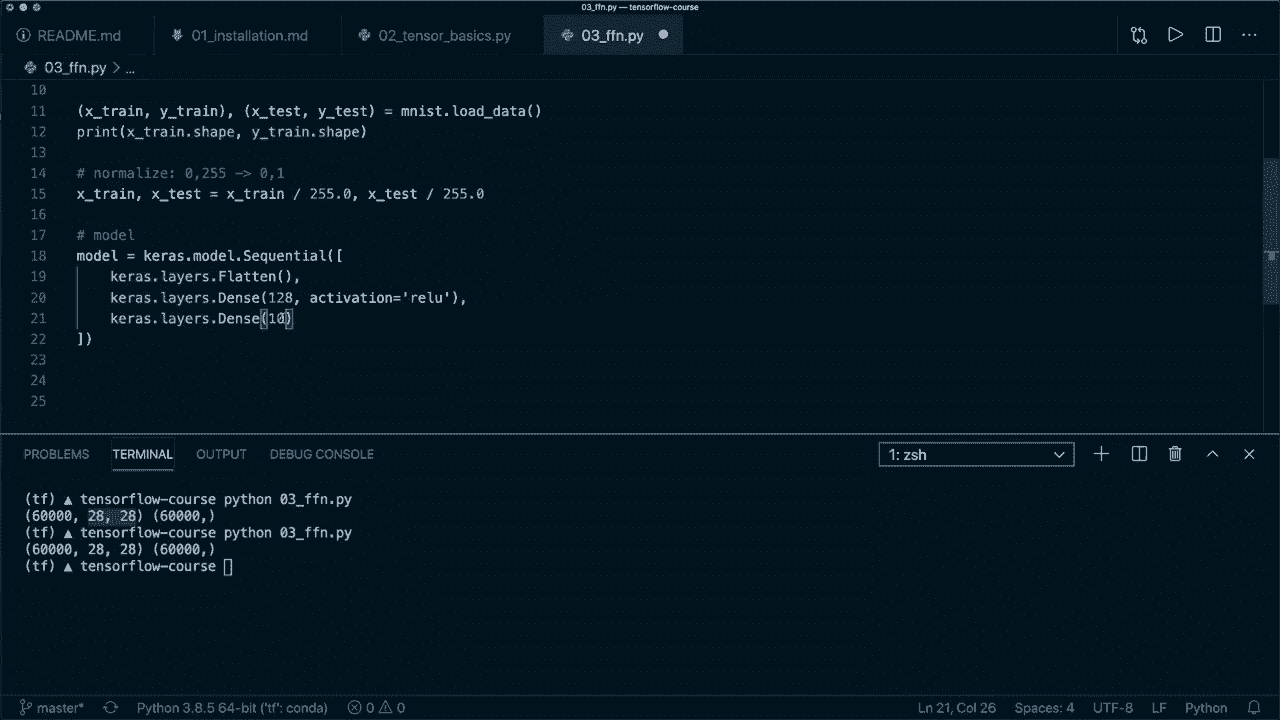 03_ffn.py — tensorflow-course
README.md 01_installation.md 02_tensor_basics.py 03_ffn.py
03_ffn.py > ...
10
11 (x_train, y_train), (x_test, y_test) = mnist.load_data()
12 print(x_train.shape, y_train.shape)
13
14 # normalize: 0,255 -> 0,1
15 x_train, x_test = x_train / 255.0, x_test / 255.0
16
17 # model
18 model = keras.model.Sequential([
19 keras.layers.Flatten(),
20 keras.layers.Dense(128, activation='relu'),
21 keras.layers.Dense(10)
22 ])
23
24
25
PROBLEMS TERMINAL OUTPUT DEBUG CONSOLE 1: zsh
(tf) ▲ tensorflow-course python 03_ffn.py
(60000, 28, 28) (60000,)
(tf) ▲ tensorflow-course python 03_ffn.py
(60000, 28, 28) (60000,)
(tf) ▲ tensorflow-course
master* Python 3.8.5 64-bit ('tf': conda) 0 0 Ln 21, Col 26 Spaces: 4 UTF-8 LF Python